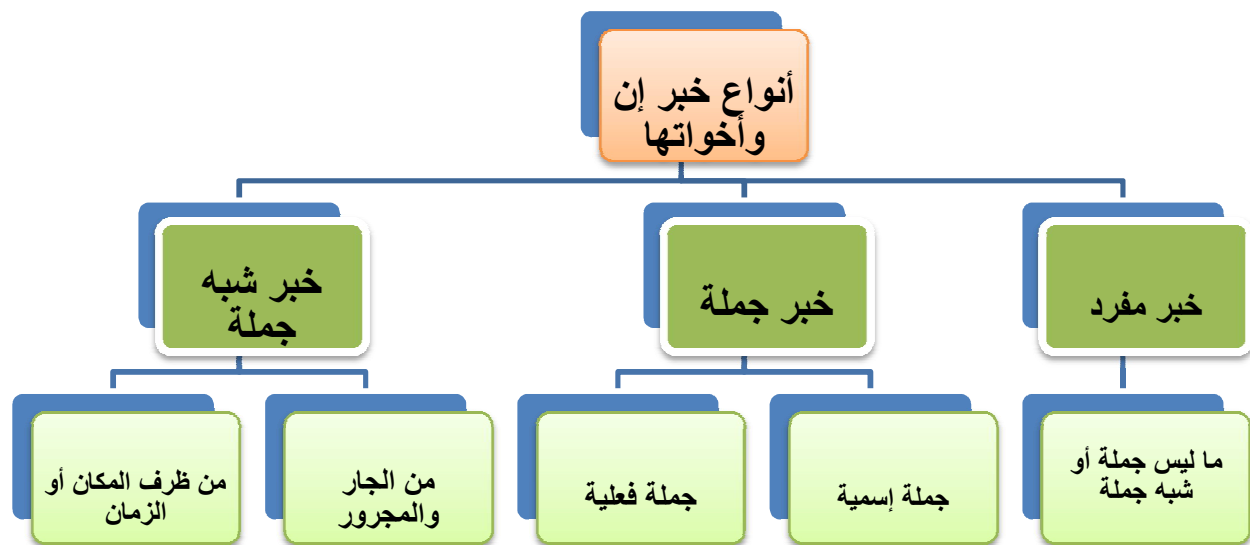 أنواع خبر إن
وأخواتها
خبر مفرد
خبر جملة
خبر شبه
جملة
ما ليس جملة أو
شبه جملة
جملة إسمية
جملة فعلية
من الجار
والمجرور
من ظرف المكان أو
الزمان